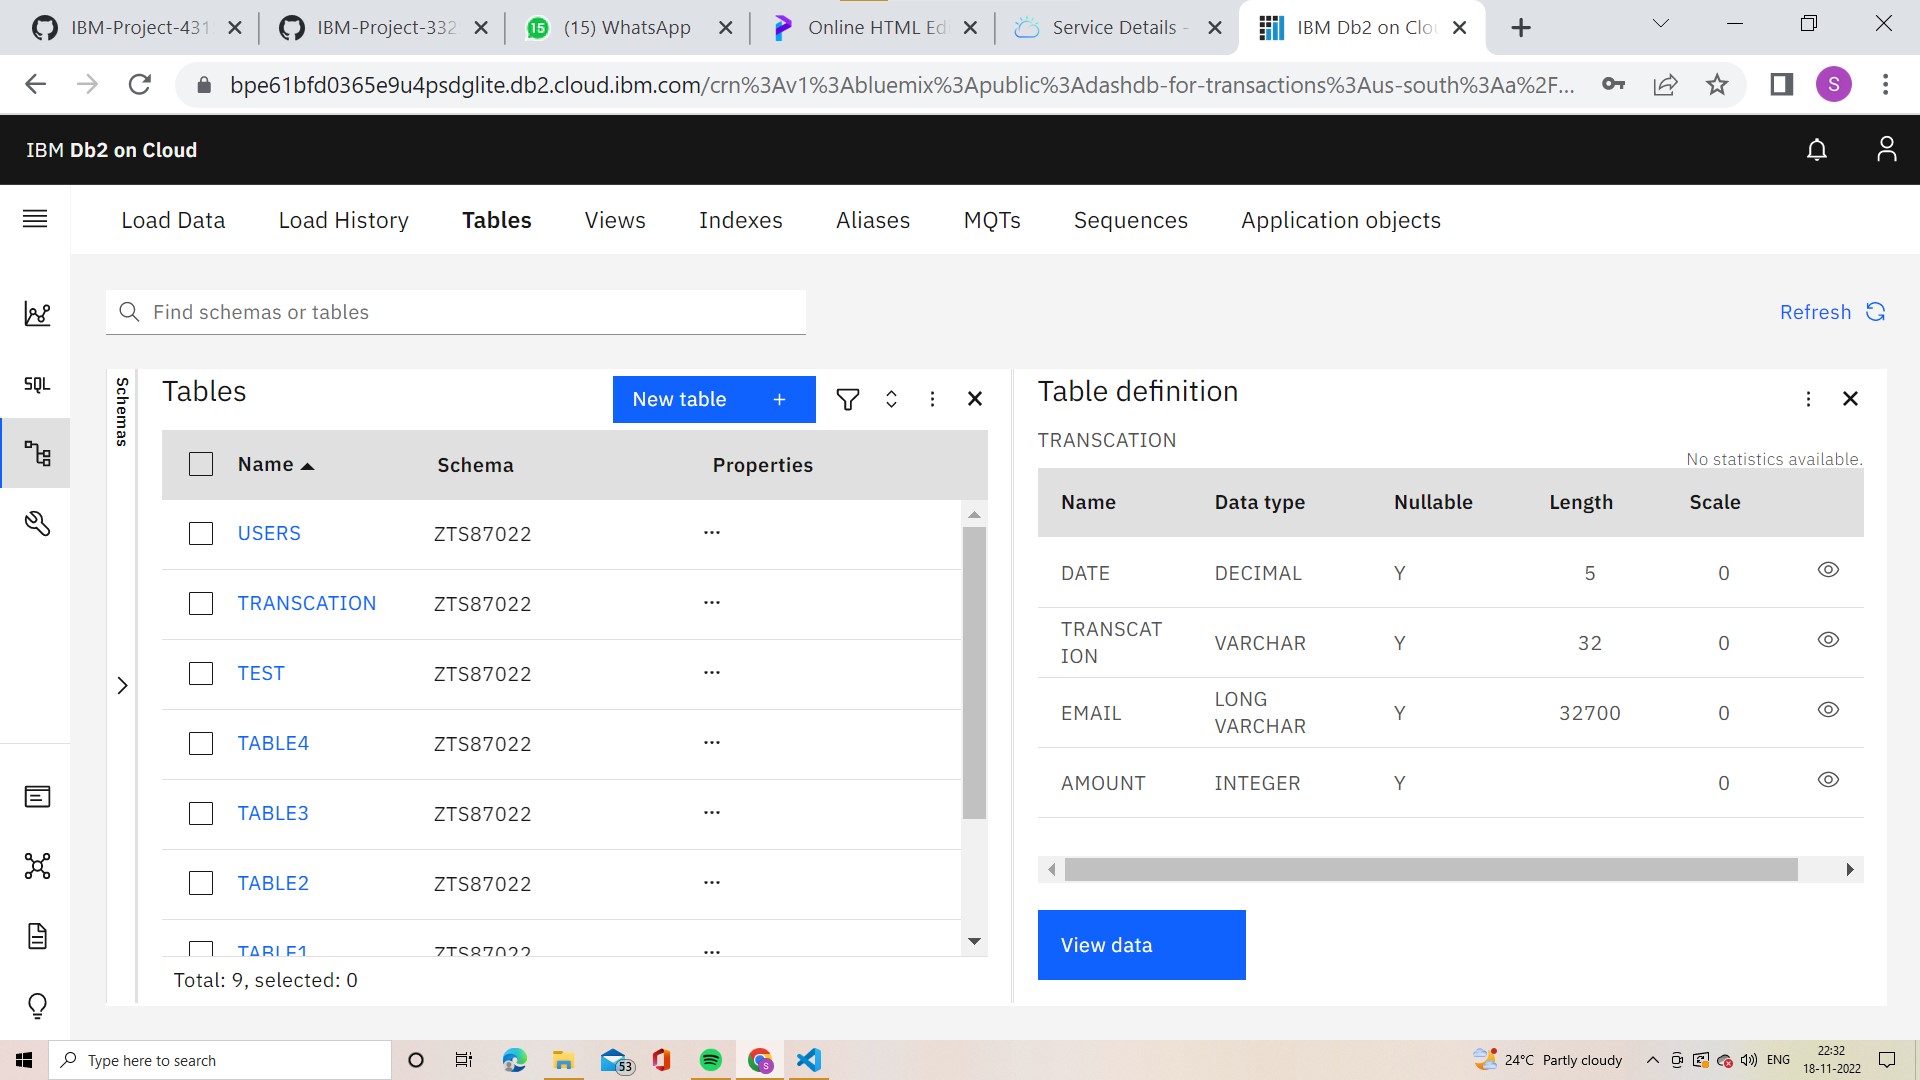 IBM-Project-431
IBM-Project-332
15
(15) WhatsApp
Online HTML Ed
Service Details -
IBM Db2 on Clo
bpe61bfd0365e9u4psdglite.db2.cloud.ibm.com/crn%3Av1%3Abluemix%3Apublic%3Adashdb-for-transactions%3Aus-south%3Aa%2F...
S
IBM Db2 on Cloud
Load Data
Load History
Tables
Views
Indexes
Aliases
MQTs
Sequences
Application objects
Find schemas or tables
Refresh
SQL
Schemas
Tables
New table +
Name
Schema
Properties
USERS ZTS87022 ...
TRANSCATION ZTS87022 ...
TEST ZTS87022 ...
TABLE4 ZTS87022 ...
TABLE3 ZTS87022 ...
TABLE2 ZTS87022 ...
TABLE1 ZTS87022 ...
Total: 9, selected: 0
Table definition
TRANSCATION
No statistics available.
Name Data type Nullable Length Scale
DATE DECIMAL Y 5 0
TRANSCAT
ION
VARCHAR Y 32 0
EMAIL
LONG
VARCHAR
Y 32700 0
AMOUNT INTEGER Y 0
View data
Type here to search
53
S
24°C Partly cloudy
ENG
22:32
18-11-2022